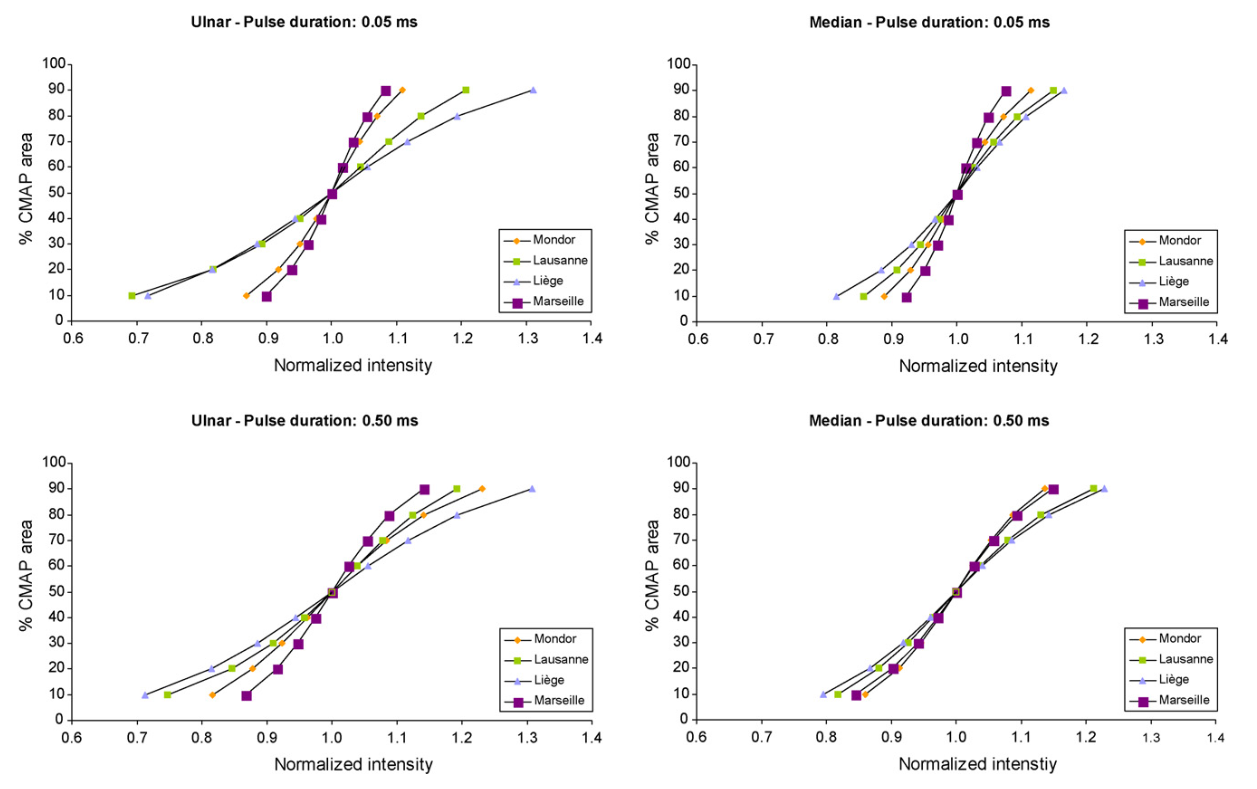 Ulnar - Pulse duration: 0.05 ms
% CMAP area
100
90
80
70
60
50
40
30
20
10
0
0.6 0.7 0.8 0.9 1.0 1.1 1.2 1.3 1.4
Normalized intensity
Mondor
Lausanne
Liège
Marseille
Median - Pulse duration: 0.05 ms
% CMAP area
100
90
80
70
60
50
40
30
20
10
0
0.6 0.7 0.8 0.9 1.0 1.1 1.2 1.3 1.4
Normalized intensity
Mondor
Lausanne
Liège
Marseille
Ulnar - Pulse duration: 0.50 ms
% CMAP area
100
90
80
70
60
50
40
30
20
10
0
0.6 0.7 0.8 0.9 1.0 1.1 1.2 1.3 1.4
Normalized intensity
Mondor
Lausanne
Liège
Marseille
Median - Pulse duration: 0.50 ms
% CMAP area
100
90
80
70
60
50
40
30
20
10
0
0.6 0.7 0.8 0.9 1.0 1.1 1.2 1.3 1.4
Normalized intenstiy
Mondor
Lausanne
Liège
Marseille